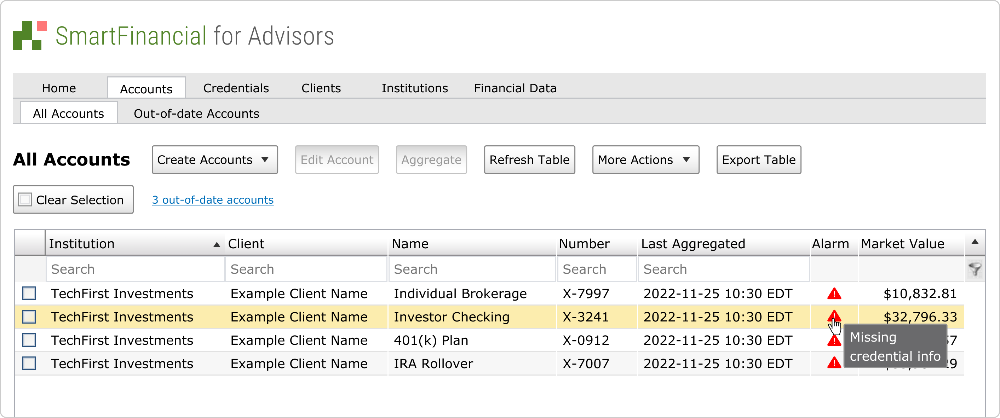 SmartFinancial for Advisors
Home Accounts Credentials Clients Institutions Financial Data
All Accounts Out-of-date Accounts
All Accounts Create Accounts Edit Account Aggregate Refresh Table More Actions Export Table
Clear Selection 3 out-of-date accounts
Institution Client Name Number Last Aggregated Alarm Market Value
Search Search Search Search Search
TechFirst Investments Example Client Name Individual Brokerage X-7997 2022-11-25 10:30 EDT $10,832.81
TechFirst Investments Example Client Name Investor Checking X-3241 2022-11-25 10:30 EDT $32,796.33
TechFirst Investments Example Client Name 401(k) Plan X-0912 2022-11-25 10:30 EDT
TechFirst Investments Example Client Name IRA Rollover X-7007 2022-11-25 10:30 EDT
Missing
credential info